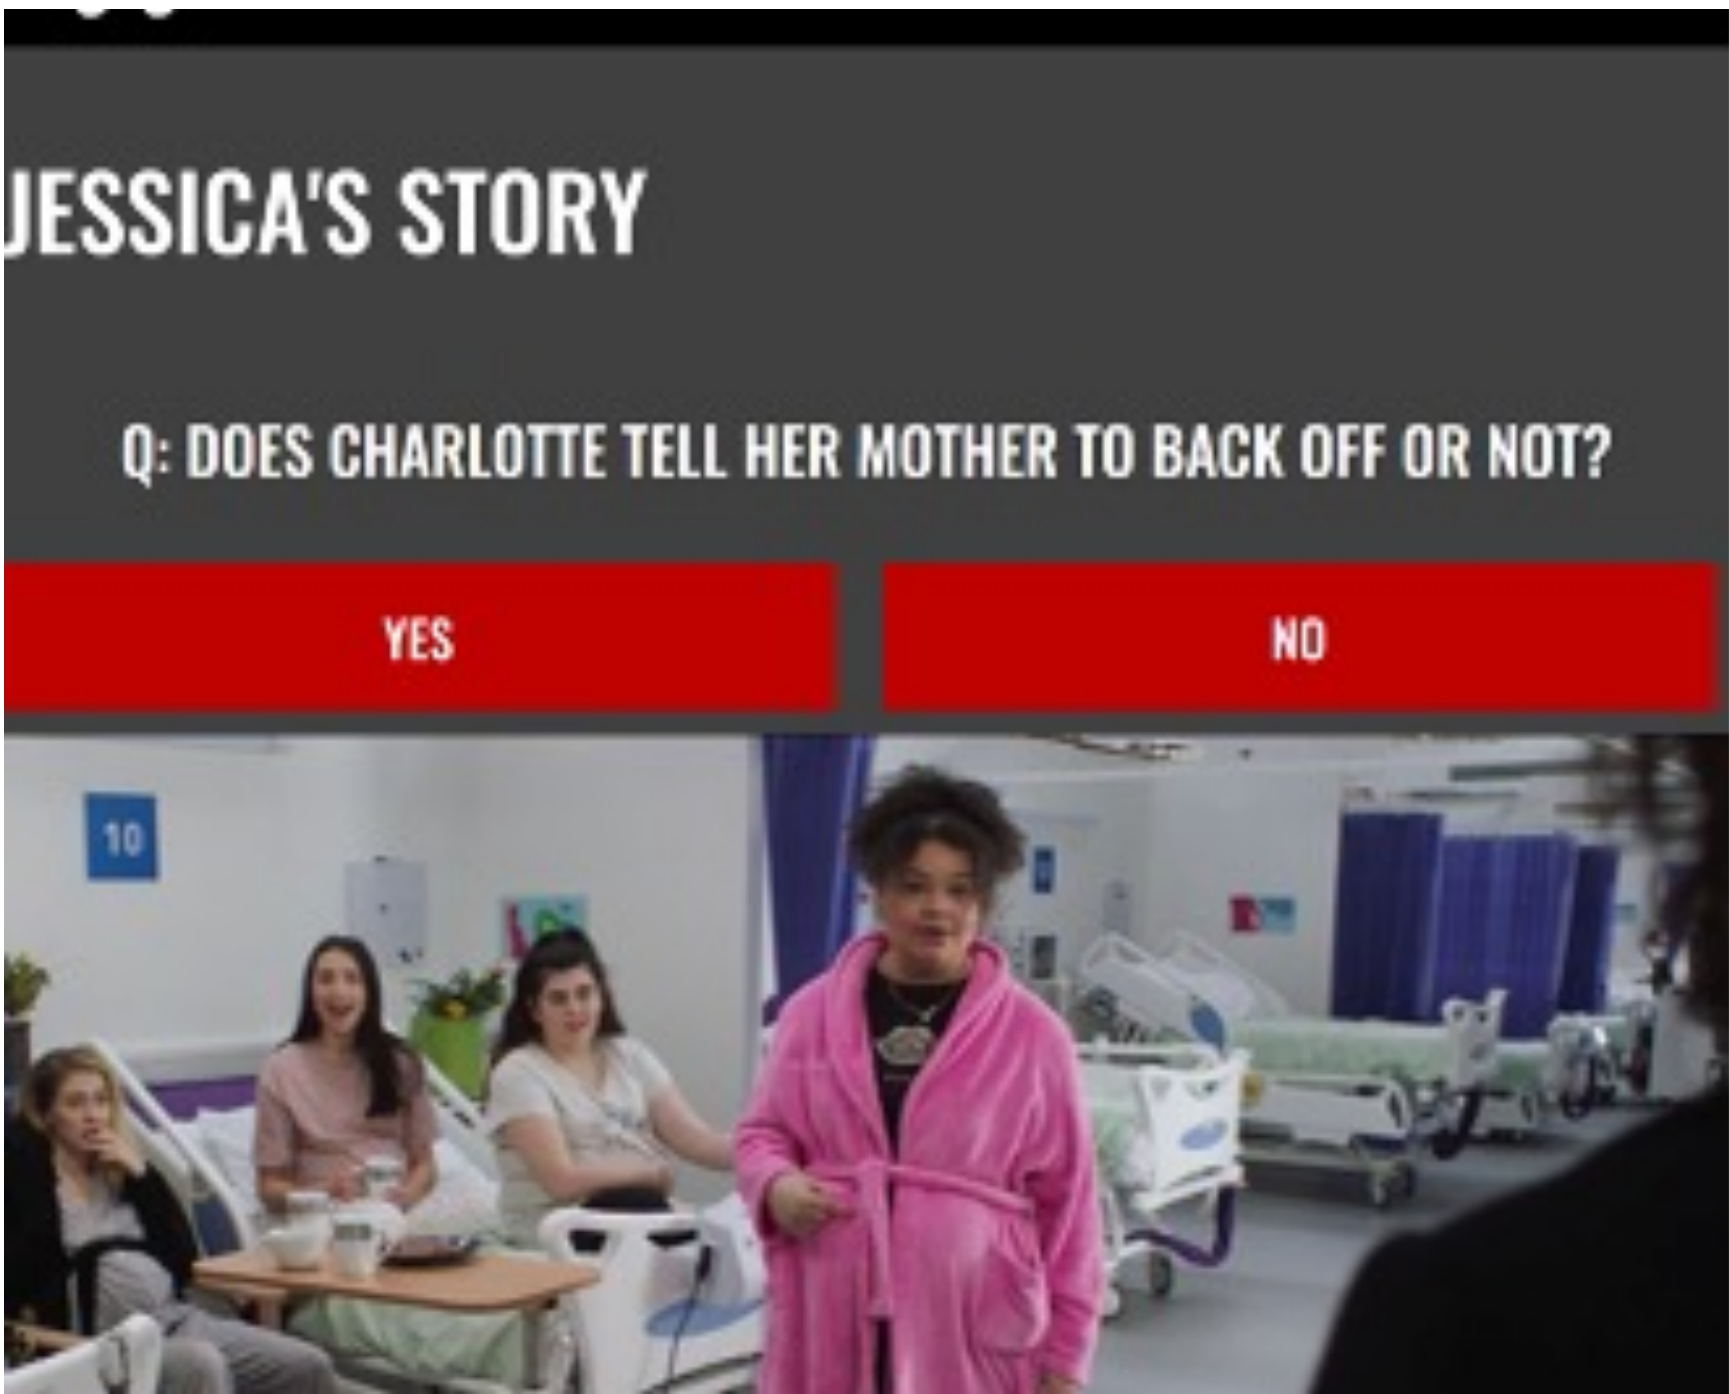 JESSICA'S STORY
Q: DOES CHARLOTTE TELL HER MOTHER TO BACK OFF OR NOT?
YES
NO
10